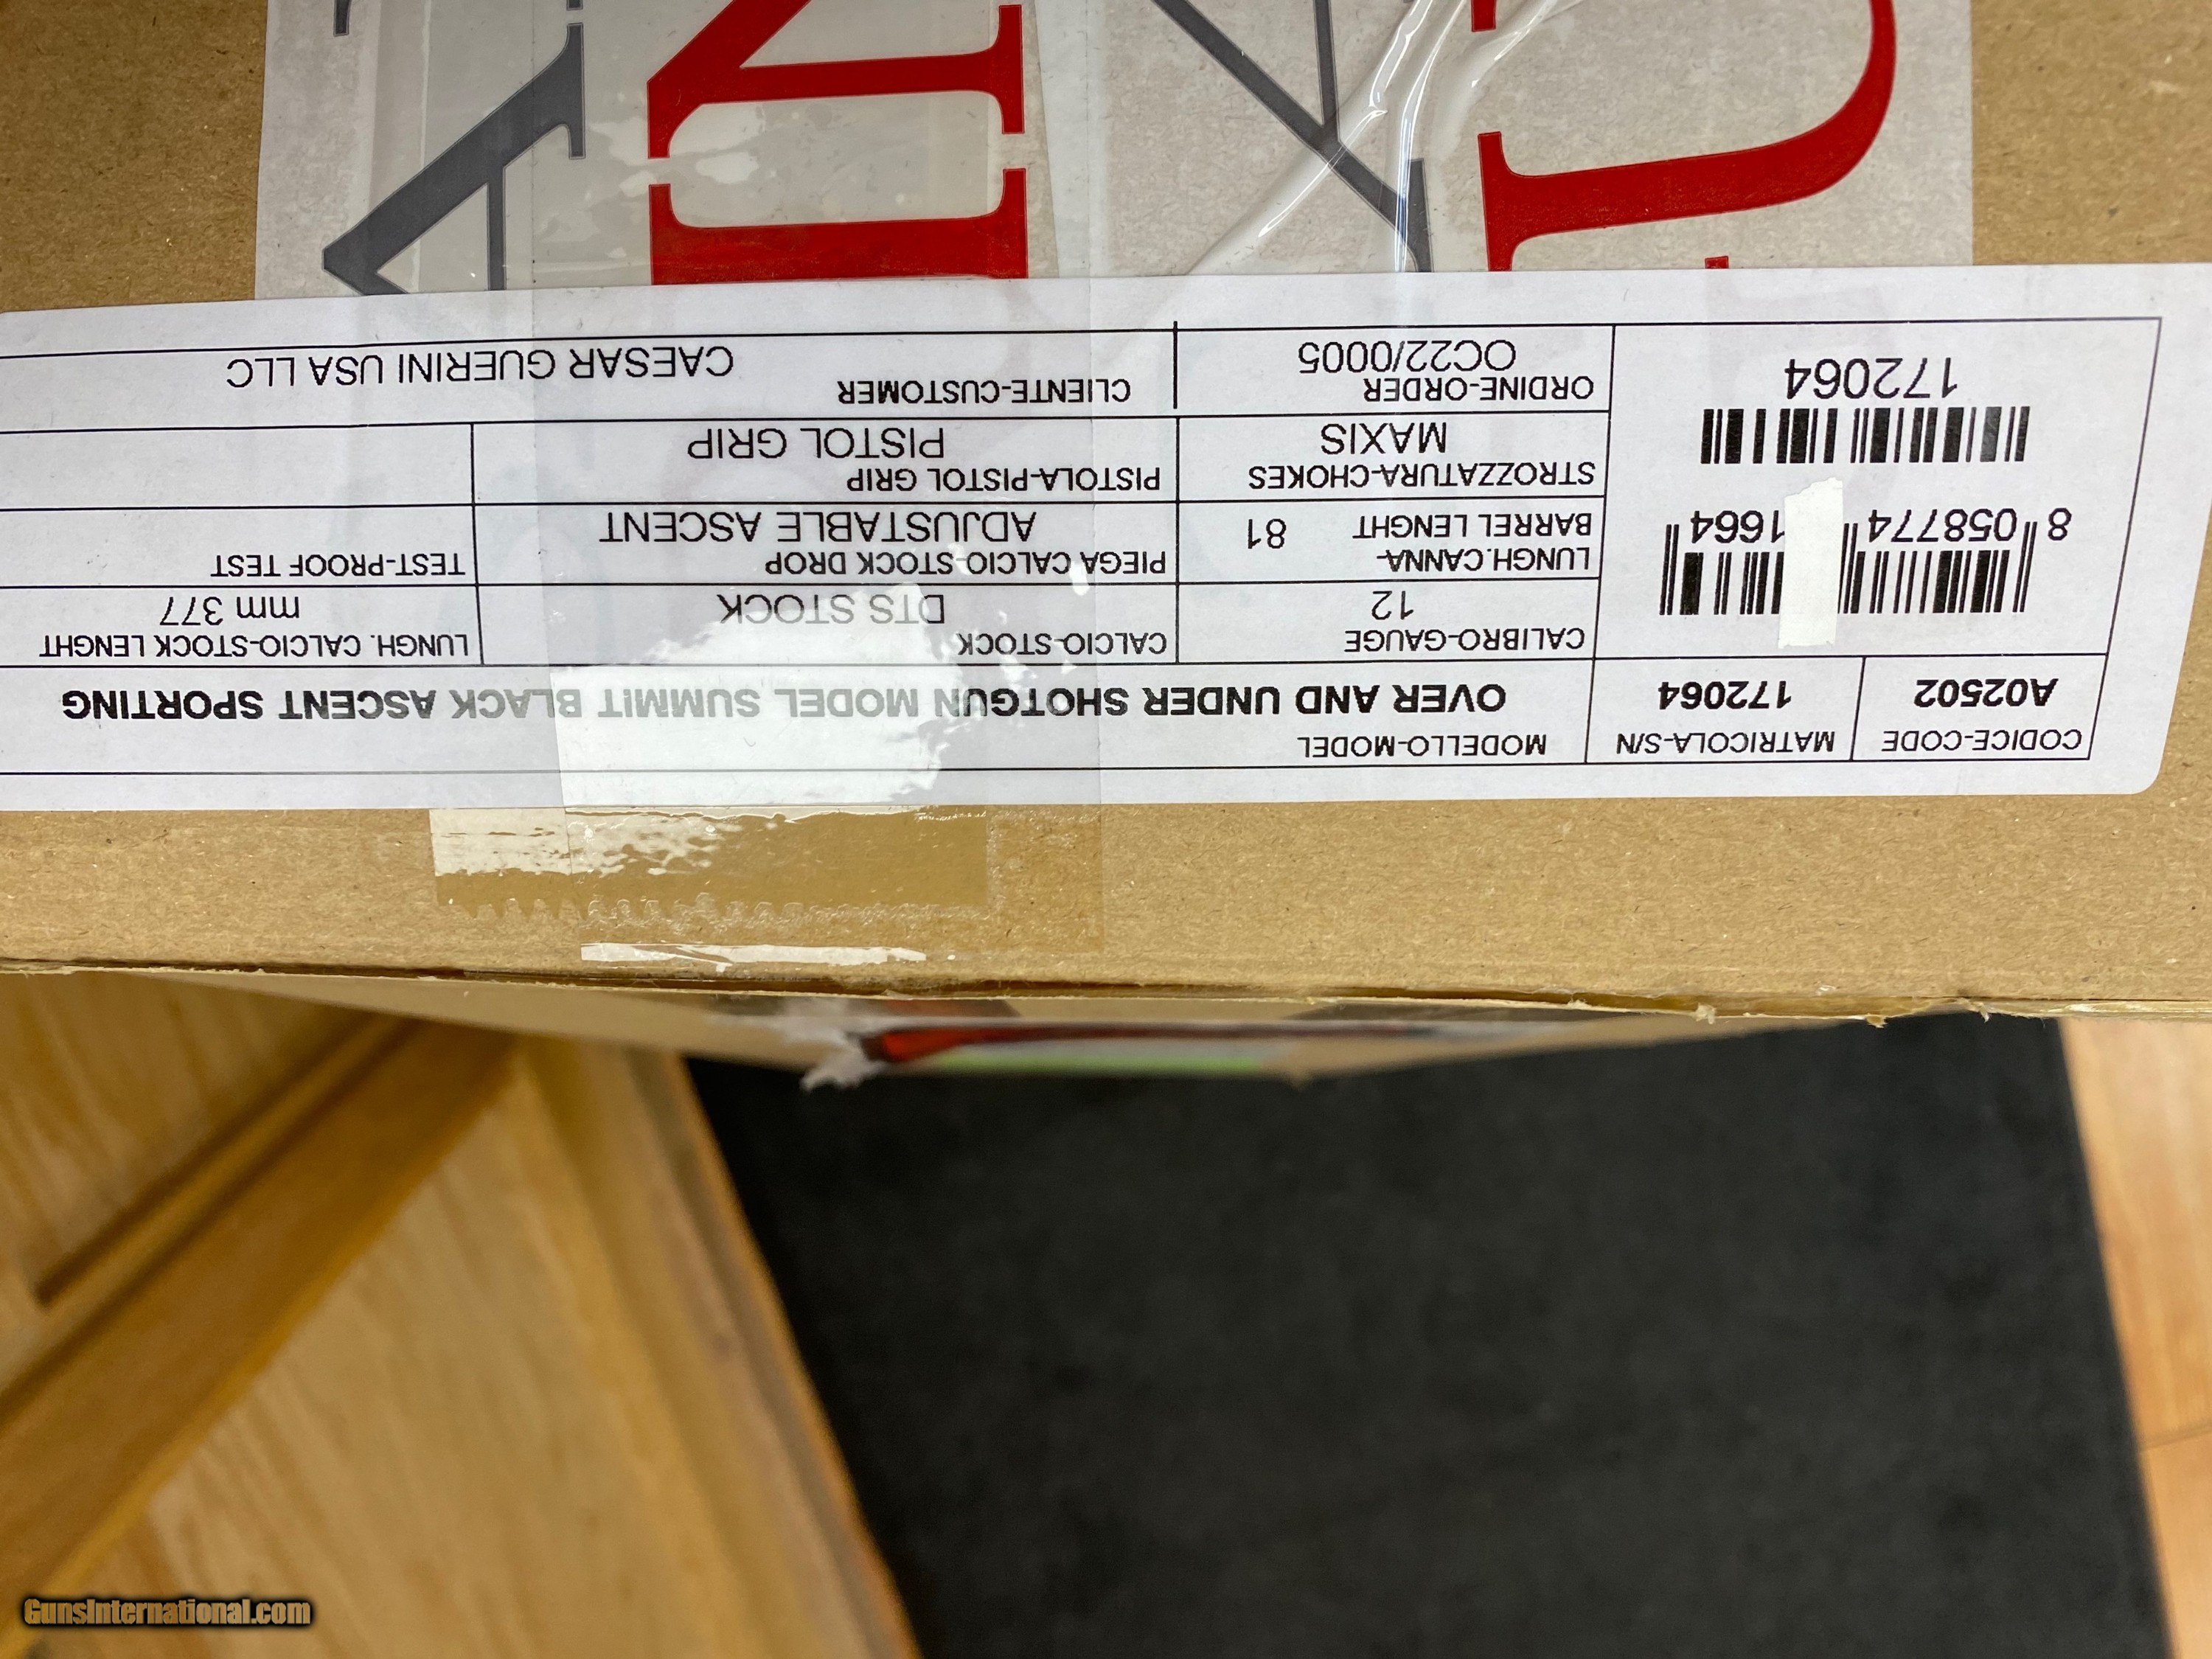 CODICE-CODE
A02502
MATRICOLA-S/N
172064
MODELLO-MODEL
OVER AND UNDER SHOTGUN MODEL SUMMIT BLACK ASCENT SPORTING
8 058774 1664
172064
CALIBRO-GAUGE
12
CALCIO-STOCK
DTS STOCK
LUNGH. CALCIO-STOCK LENGHT
mm 377
LUNGH.CANNA-
BARREL LENGHT 81
PIEGA CALCIO-STOCK DROP
ADJUSTABLE ASCENT
TEST-PROOF TEST
STROZZATURA-CHOKES
MAXIS
PISTOLA-PISTOL GRIP
PISTOL GRIP
ORDINE-ORDER
OC22/0005
CLIENTE-CUSTOMER
CAESAR GUERINI USA LLC
GunsInternational.com